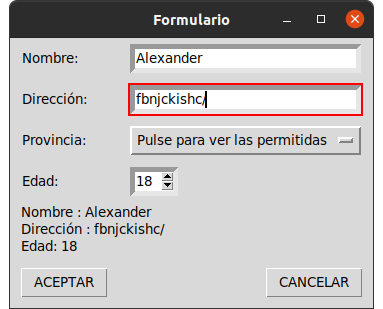 Formulario
Nombre: Alexander
Dirección: fbnjckishc/
Provincia: Pulse para ver las permitidas
Edad: 18
Nombre : Alexander
Dirección : fbnjckishc/
Edad: 18
ACEPTAR CANCELAR